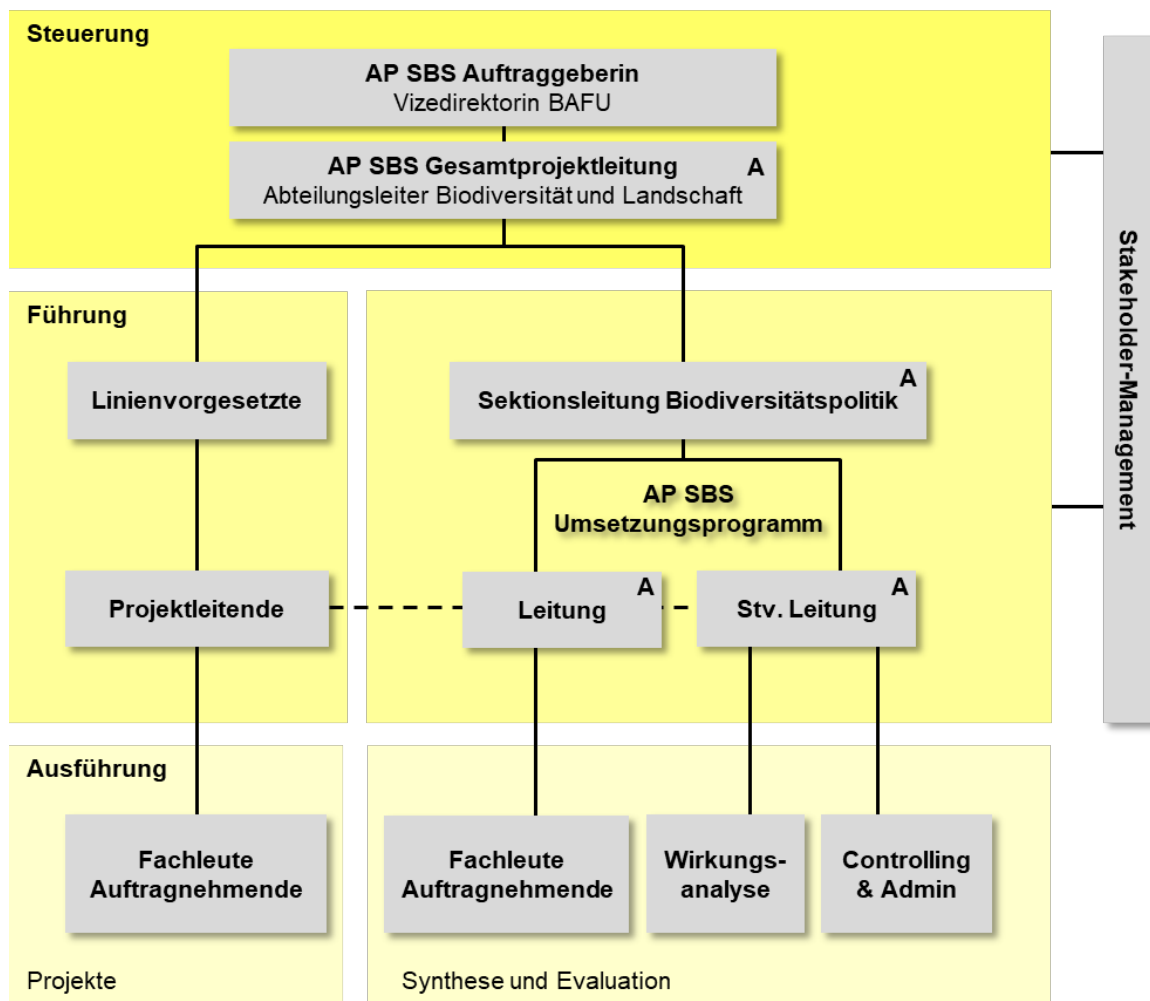 Steuerung
AP SBS Auftraggeberin
Vizedirektorin BAFU
AP SBS Gesamtprojektleitung
A
Abteilungsleiter Biodiversität und Landschaft
Stakeholder-Management
Führung
Linienvorgesetzte
Sektionsleitung Biodiversitätspolitik
A
AP SBS
Umsetzungsprogramm
Projektleitende
Leitung
A
Stv. Leitung
A
Ausführung
Fachleute
Auftragnehmende
Fachleute
Auftragnehmende
Wirkungs-
analyse
Controlling
& Admin
Projekte
Synthese und Evaluation